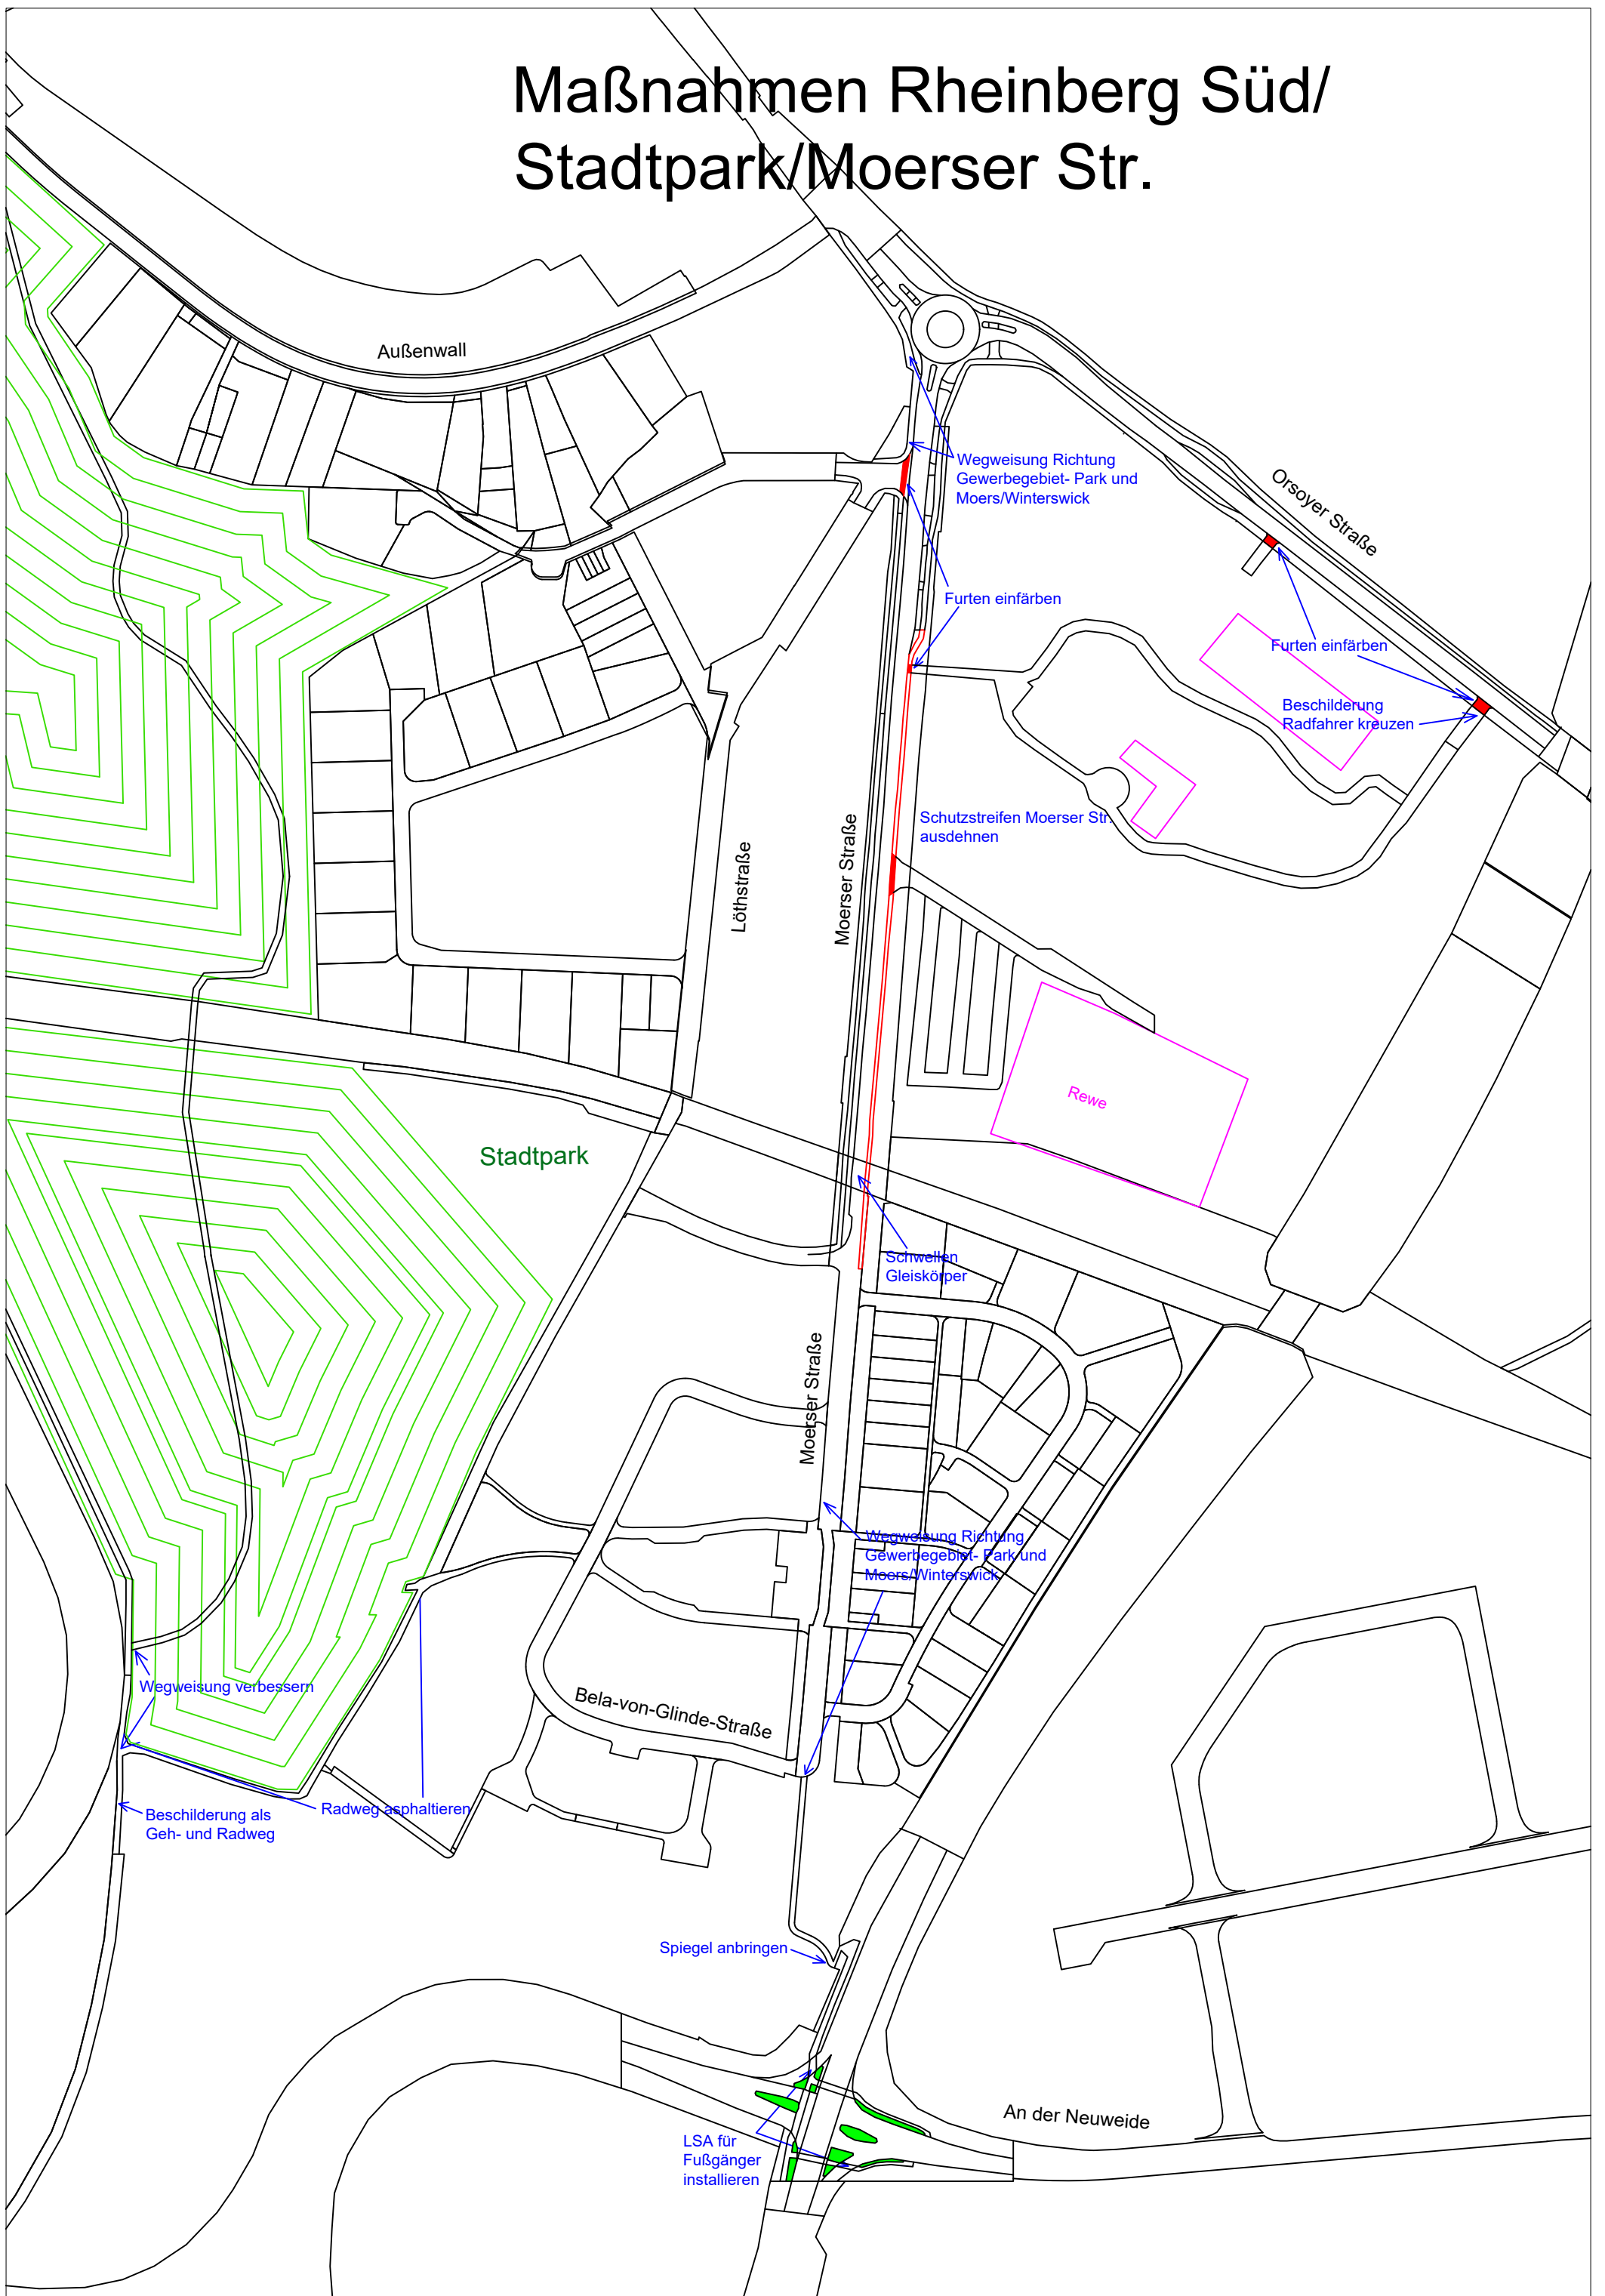 Maßnahmen Rheinberg Süd/
Stadtpark/Moerser Str.
Außenwall
Wegweisung Richtung
Gewerbegebiet- Park und
Moers/Winterswick
Orsoyer Straße
Furten einfärben
Furten einfärben
Beschilderung
Radfahrer kreuzen
Schutzstreifen Moerser Str.
ausdehnen
Löthstraße
Moerser Straße
Rewe
Stadtpark
Schwellen
Gleiskörper
Moerser Straße
Wegweisung Richtung
Gewerbegebiet- Park und
Moers/Winterswick
Wegweisung verbessern
Bela-von-Glinde-Straße
Radweg asphaltieren
Beschilderung als
Geh- und Radweg
Spiegel anbringen
An der Neuweide
LSA für
Fußgänger
installieren